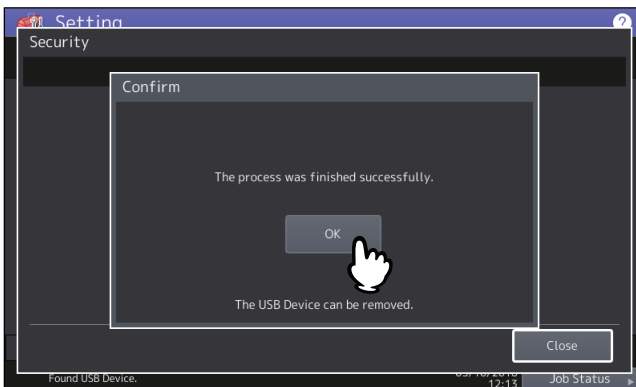 Setting
?
Security
Confirm
The process was finished successfully.
OK
The USB Device can be removed.
Close
Found USB Device.
12:13
Job Status